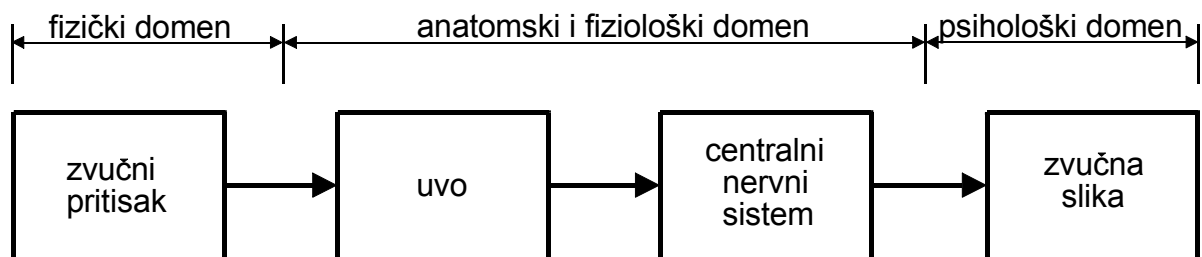 fizički domen
anatomski i fiziološki domen
psihološki domen
zvučni
pritisak
uvo
centralni
nervni
sistem
zvučna
slika